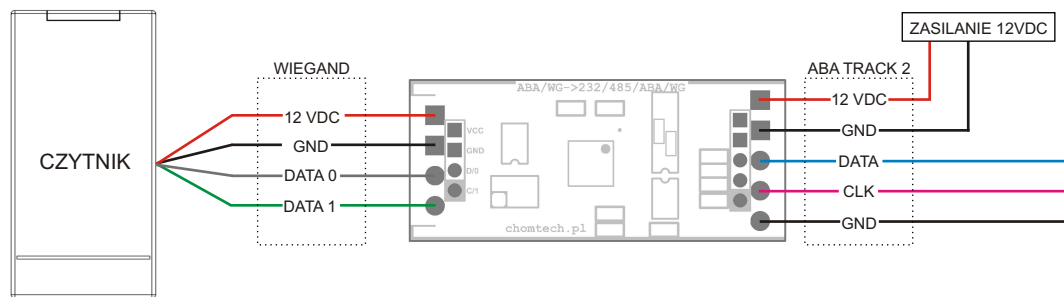 ZASILANIE 12VDC
WIEGAND
ABA TRACK 2
ABA/WG->232/485/ABA/WG
CZYTNIK
12 VDC
GND
DATA 0
DATA 1
VCC
GND
D/0
C/1
chomtech.pl
12 VDC
GND
DATA
CLK
GND